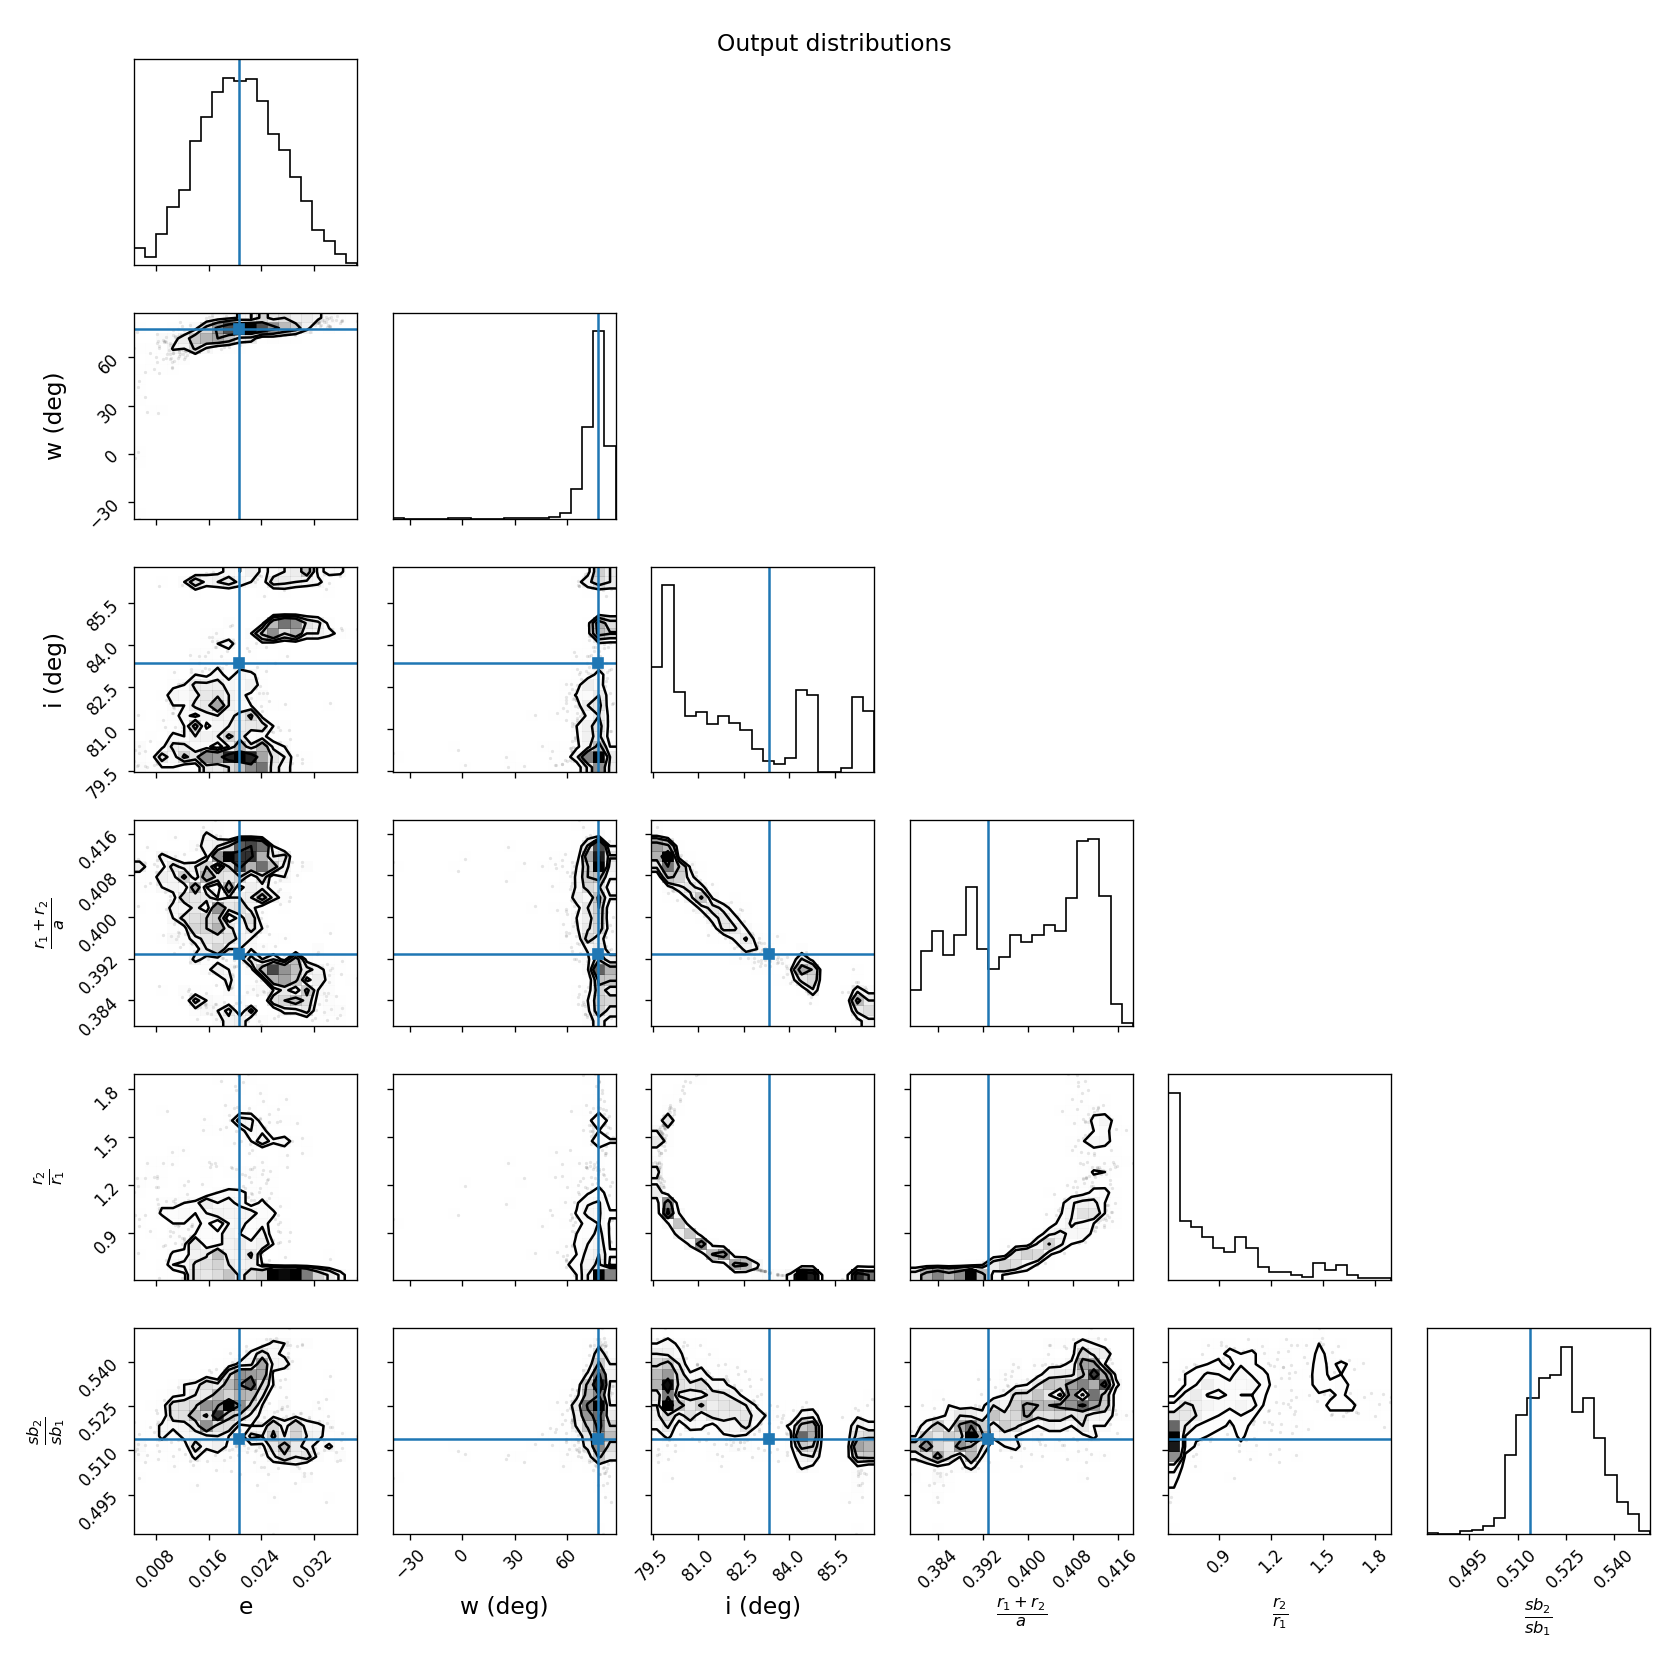 Output distributions
w (deg)
60
30
0
−30
i (deg)
85.5
84.0
82.5
81.0
79.5
r₁ + r₂
a
0.416
0.408
0.400
0.392
0.384
r₂
r₁
1.8
1.5
1.2
0.9
sb₂
sb₁
0.540
0.525
0.510
0.495
0.008 0.016 0.024 0.032 −30 0 30 60 79.5 81.0 82.5 84.0 85.5 0.384 0.392 0.400 0.408 0.416 0.9 1.2 1.5 1.8 0.495 0.510 0.525 0.540
e w (deg) i (deg) r₁ + r₂ r₂ sb₂
a r₁ sb₁